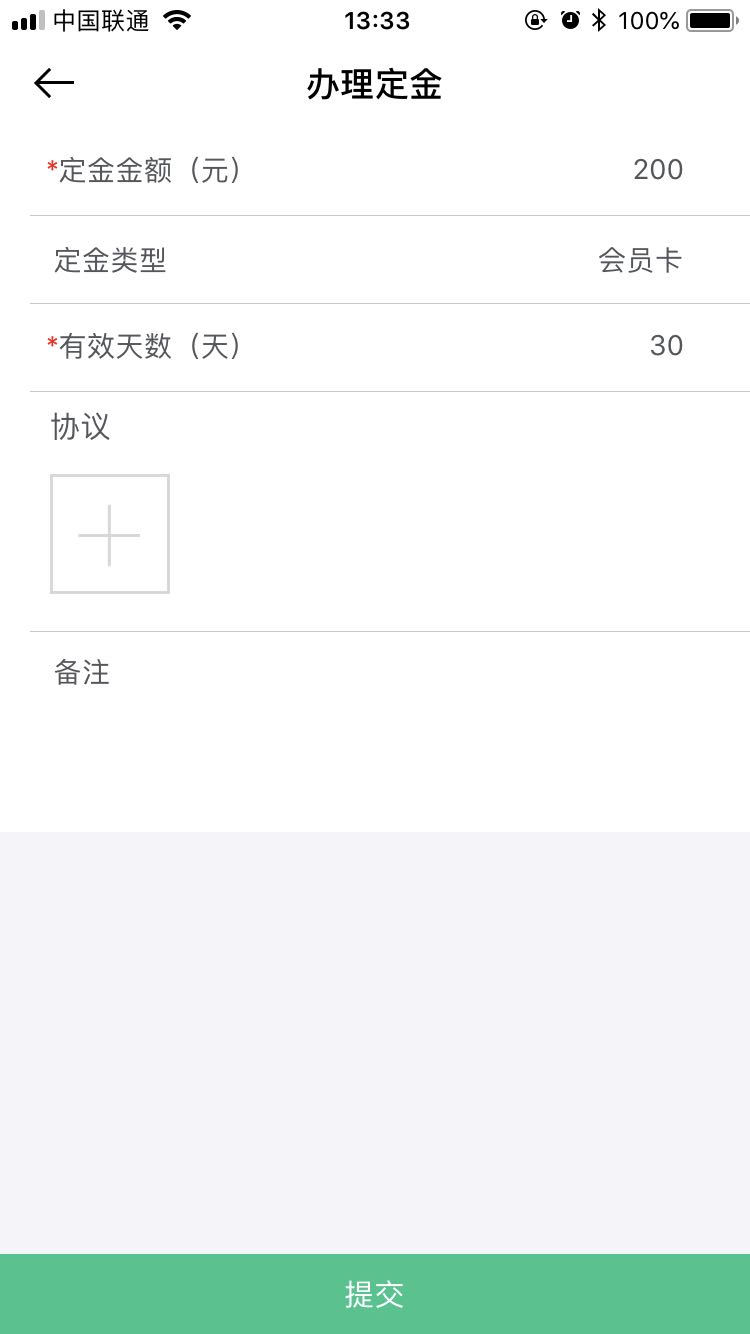 中国联通 13:33 100%
办理定金
*定金金额（元） 200
定金类型 会员卡
*有效天数（天） 30
协议
备注
提交